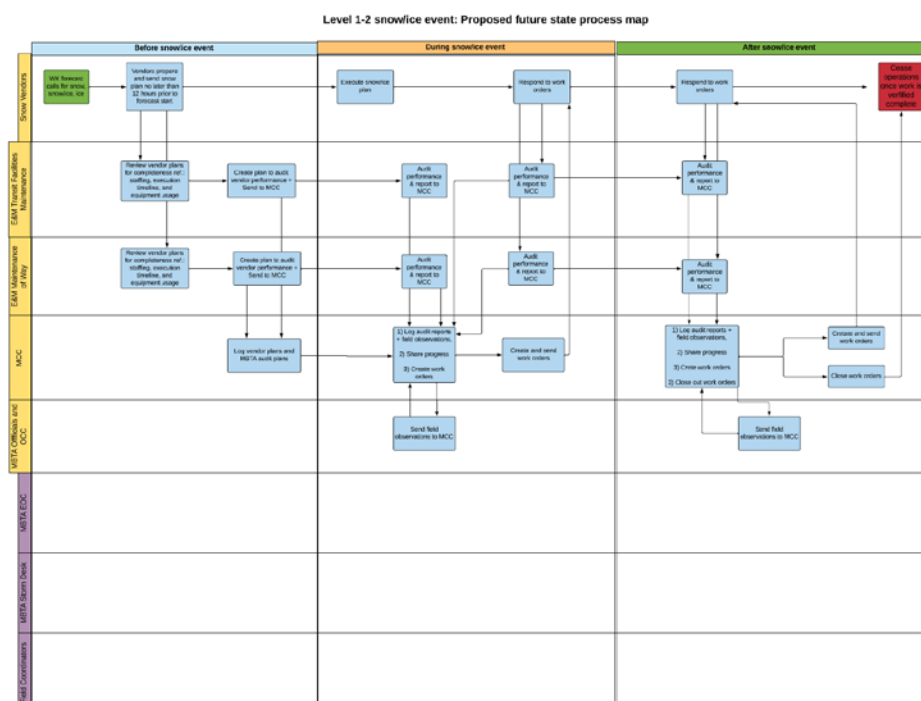 Level 1-2 snow/ice event: Proposed future state process map
Before snow/ice event
During snow/ice event
After snow/ice event
Snow Vendors
WX forecast
calls for snow,
snow/ice, ice
Vendors prepare
and send snow
plan no later than
12 hours prior to
forecast start
Execute snow/ice
plan
Respond to work
orders
Respond to work
orders
Cease
operations
once work is
verified
complete
E&M Transit Facilities
Maintenance
Review vendor plans
for completeness ref.:
staffing, execution
timeline, and
equipment usage
Create plan to audit
vendor performance +
Send to MCC
Audit
performance
& report to
MCC
Audit
performance
& report to
MCC
Audit
performance
& report to
MCC
E&M Maintenance
of Way
Review vendor plans
for completeness ref.:
staffing, execution
timeline, and
equipment usage
Create plan to audit
vendor performance +
Send to MCC
Audit
performance
& report to
MCC
Audit
performance
& report to
MCC
Audit
performance
& report to
MCC
MCC
Log vendor plans and
MBTA audit plans
1) Log audit reports
+ field observations,
2) Share progress
3) Create work
orders
Create and send
work orders
1) Log audit reports +
field observations,
2) Share progress
3) Create work orders
2) Close out work orders
Create and send
work orders
Close work orders
MBTA Officials and
OCC
Send field
observations to MCC
Send field
observations to MCC
MBTA EOC
MBTA Storm Desk
Field Coordinators